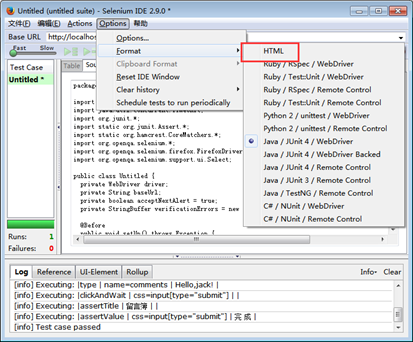 Untitled (untitled suite) - Selenium IDE 2.9.0 *
文件(F) 编辑(E) Actions Options 帮助
Base URL http://localhos
Fast Slow
Test Case
Untitled *
Table Sou
Options...
Format
Clipboard Format
Reset IDE Window
Clear history
Schedule tests to run periodically
HTML
Ruby / RSpec / WebDriver
Ruby / Test::Unit / WebDriver
Ruby / RSpec / Remote Control
Ruby / Test::Unit / Remote Control
Python 2 / unittest / WebDriver
Python 2 / unittest / Remote Control
Java / JUnit 4 / WebDriver
Java / JUnit 4 / WebDriver Backed
Java / JUnit 4 / Remote Control
Java / JUnit 3 / Remote Control
Java / TestNG / Remote Control
C# / NUnit / WebDriver
C# / NUnit / Remote Control
import org.junit.*;
import static org.junit.Assert.*;
import static org.hamcrest.CoreMatchers.*;
import org.openqa.selenium.*;
import org.openqa.selenium.firefox.FirefoxDriver
import org.openqa.selenium.support.ui.Select;
public class Untitled {
private WebDriver driver;
private String baseUrl;
private boolean acceptNextAlert = true;
private StringBuffer verificationErrors = new
@Before
public void setUp() throws Exception {
Runs: 1
Failures: 0
Log Reference UI-Element Rollup Info Clear
[info] Executing: |type | name=comments | Hello,jack! |
[info] Executing: |clickAndWait | css=input[type="submit"] | |
[info] Executing: |assertTitle | 留言簿 | |
[info] Executing: |assertValue | css=input[type="submit"] | 完 成 |
[info] Test case passed